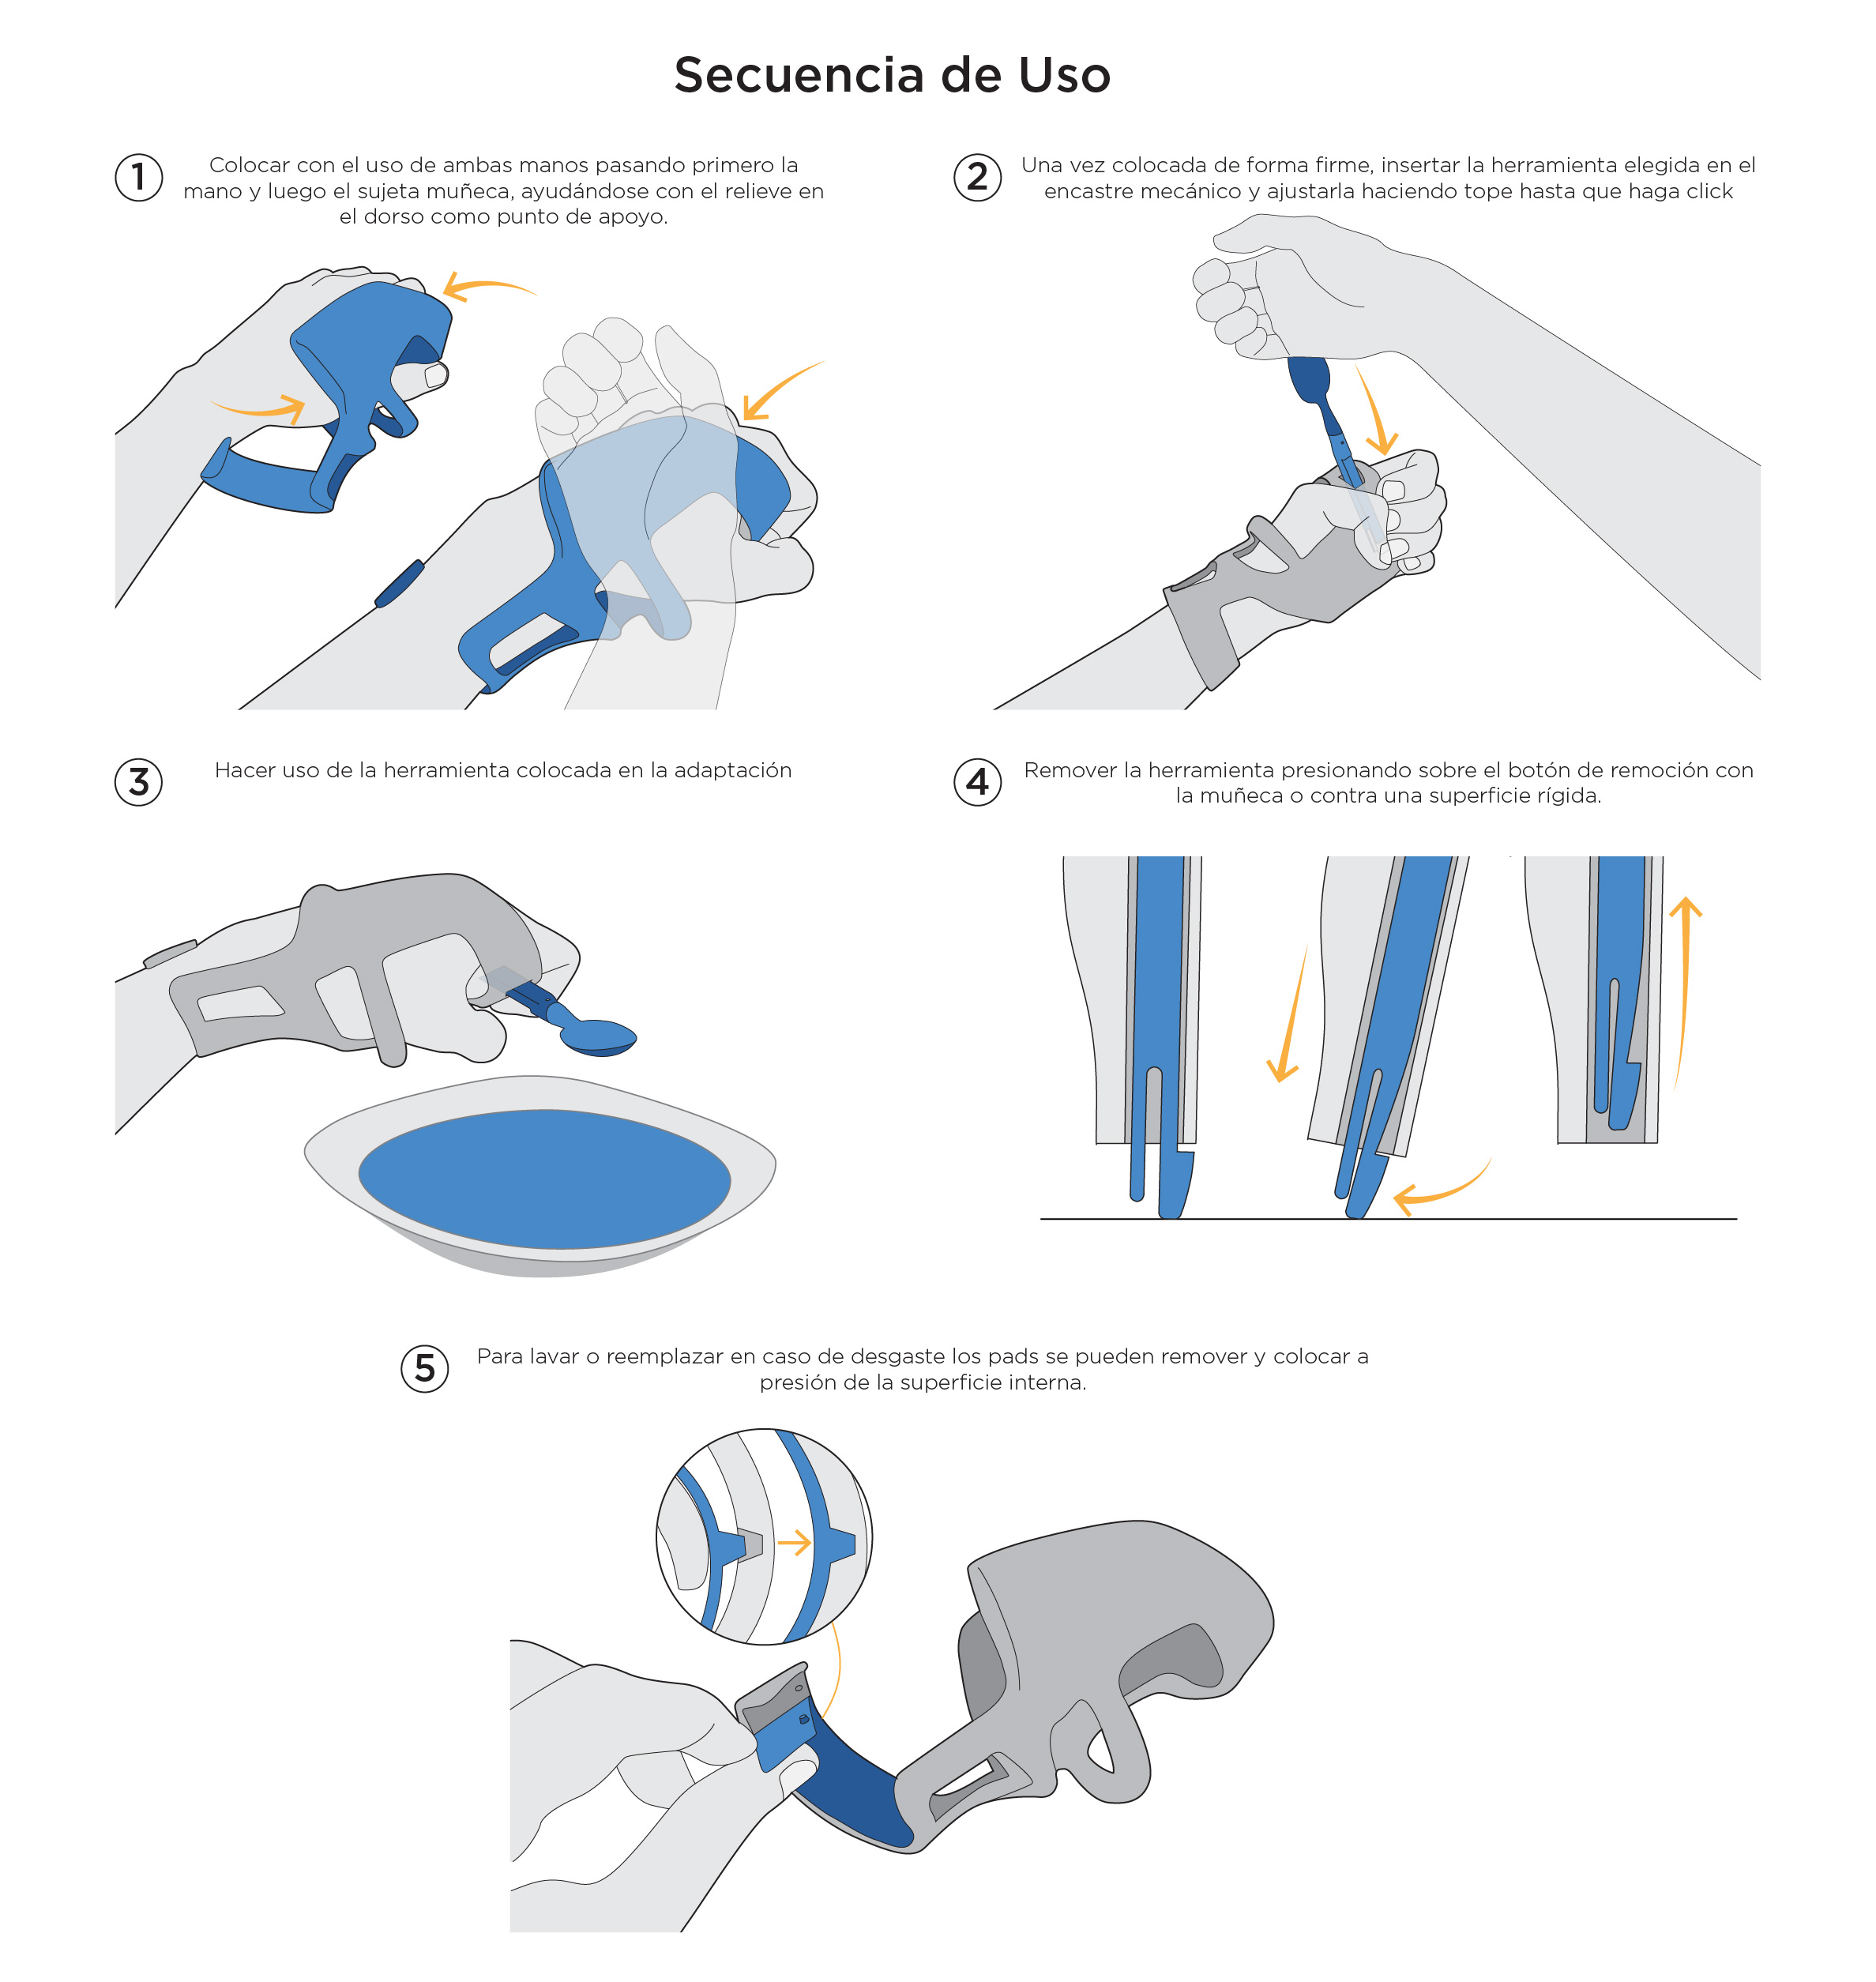 Secuencia de Uso
1
Colocar con el uso de ambas manos pasando primero la
mano y luego el sujeta muñeca, ayudándose con el relieve en
el dorso como punto de apoyo.
2
Una vez colocada de forma firme, insertar la herramienta elegida en el
encastre mecánico y ajustarla haciendo tope hasta que haga click
3
Hacer uso de la herramienta colocada en la adaptación
4
Remover la herramienta presionando sobre el botón de remoción con
la muñeca o contra una superficie rígida.
5
Para lavar o reemplazar en caso de desgaste los pads se pueden remover y colocar a
presión de la superficie interna.